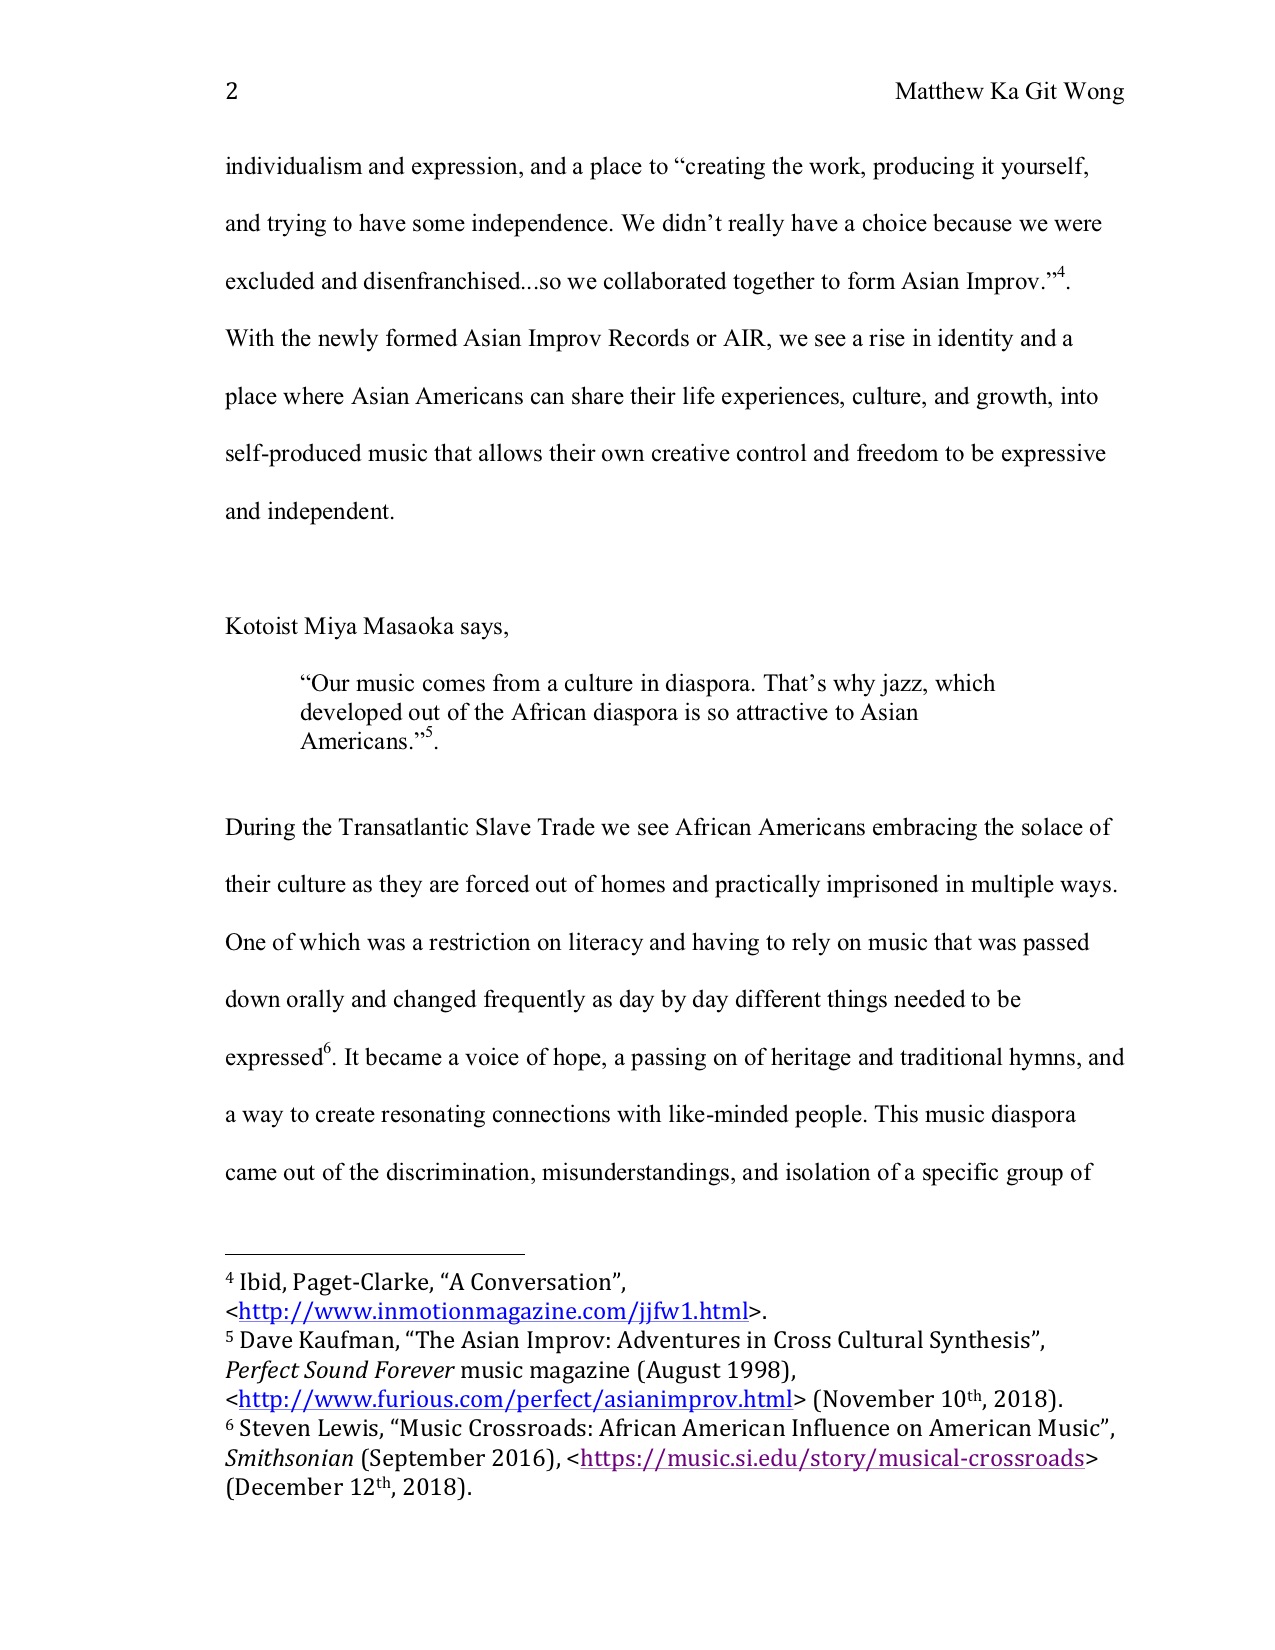 2 Matthew Ka Git Wong
individualism and expression, and a place to “creating the work, producing it yourself,
and trying to have some independence. We didn’t really have a choice because we were
excluded and disenfranchised...so we collaborated together to form Asian Improv.”4.
With the newly formed Asian Improv Records or AIR, we see a rise in identity and a
place where Asian Americans can share their life experiences, culture, and growth, into
self-produced music that allows their own creative control and freedom to be expressive
and independent.
Kotoist Miya Masaoka says,
“Our music comes from a culture in diaspora. That’s why jazz, which
developed out of the African diaspora is so attractive to Asian
Americans.”5.
During the Transatlantic Slave Trade we see African Americans embracing the solace of
their culture as they are forced out of homes and practically imprisoned in multiple ways.
One of which was a restriction on literacy and having to rely on music that was passed
down orally and changed frequently as day by day different things needed to be
expressed6. It became a voice of hope, a passing on of heritage and traditional hymns, and
a way to create resonating connections with like-minded people. This music diaspora
came out of the discrimination, misunderstandings, and isolation of a specific group of
4 Ibid, Paget-Clarke, “A Conversation”,
<http://www.inmotionmagazine.com/jjfw1.html>.
5 Dave Kaufman, “The Asian Improv: Adventures in Cross Cultural Synthesis”,
Perfect Sound Forever music magazine (August 1998),
<http://www.furious.com/perfect/asianimprov.html> (November 10th, 2018).
6 Steven Lewis, “Music Crossroads: African American Influence on American Music”,
Smithsonian (September 2016), <https://music.si.edu/story/musical-crossroads>
(December 12th, 2018).